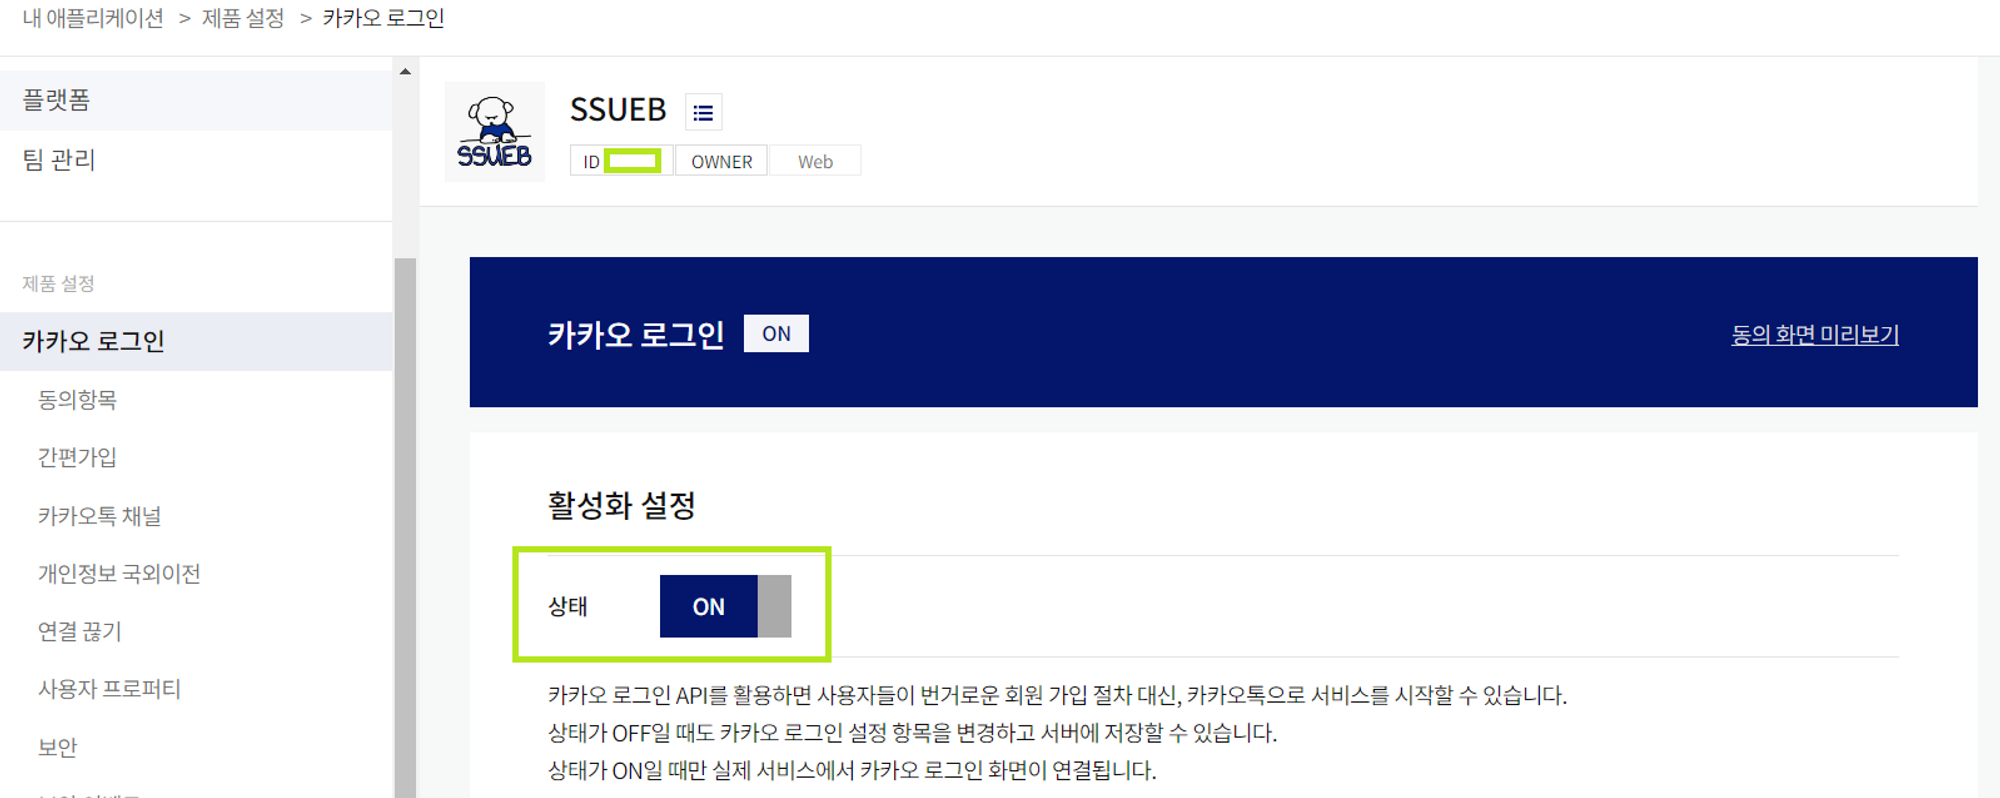 내 애플리케이션 > 제품 설정 > 카카오 로그인
플랫폼
팀 관리
제품 설정
카카오 로그인
동의항목
간편가입
카카오톡 채널
개인정보 국외이전
연결 끊기
사용자 프로퍼티
보안
SSUEB
SSUEB
ID
OWNER
Web
카카오 로그인 ON
동의 화면 미리보기
활성화 설정
상태 ON
카카오 로그인 API를 활용하면 사용자들이 번거로운 회원 가입 절차 대신, 카카오톡으로 서비스를 시작할 수 있습니다.
상태가 OFF일 때도 카카오 로그인 설정 항목을 변경하고 서버에 저장할 수 있습니다.
상태가 ON일 때만 실제 서비스에서 카카오 로그인 화면이 연결됩니다.